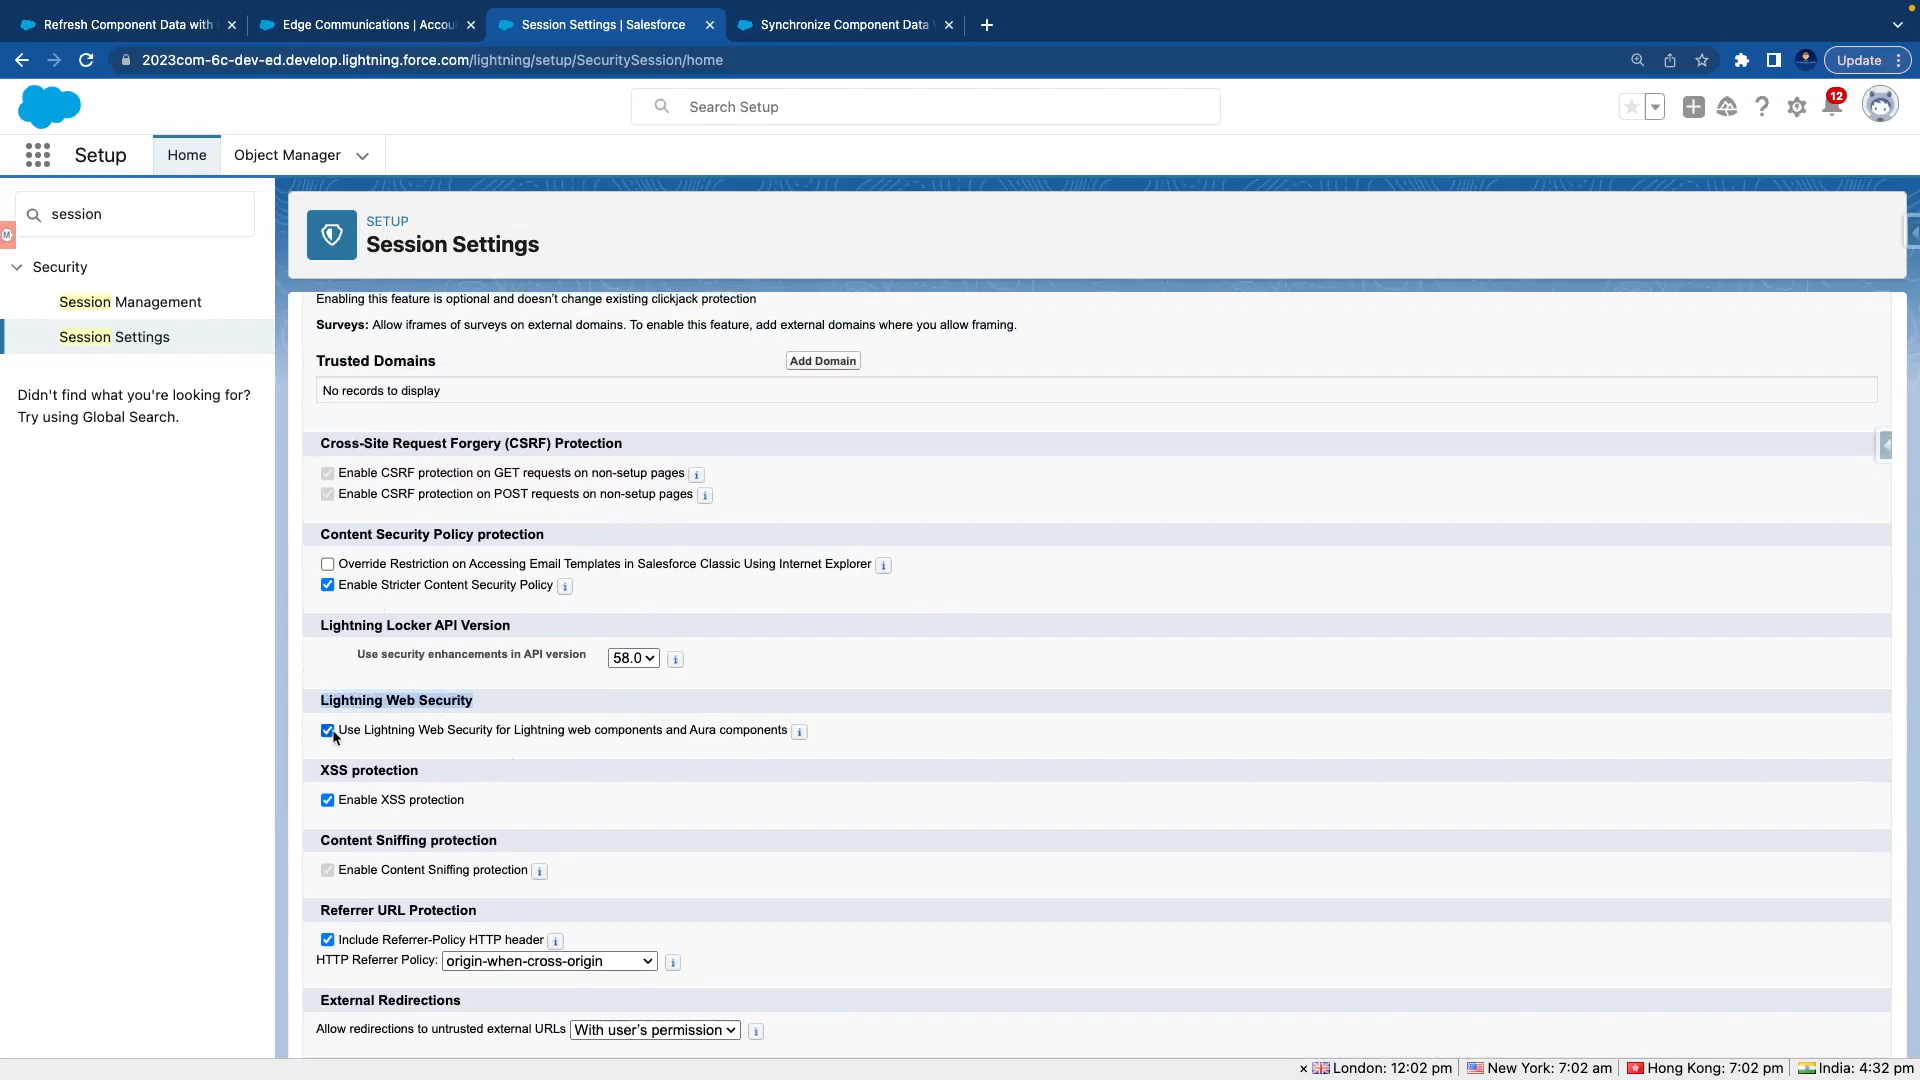 Refresh Component Data with
Edge Communications | Accou
Session Settings | Salesforce
Synchronize Component Data
2023com-6c-dev-ed.develop.lightning.force.com/lightning/setup/SecuritySession/home
Update
Search Setup
12
Setup
Home
Object Manager
session
M
Security
Session Management
Session Settings
Didn't find what you're looking for?
Try using Global Search.
SETUP
Session Settings
Enabling this feature is optional and doesn't change existing clickjack protection
Surveys: Allow iframes of surveys on external domains. To enable this feature, add external domains where you allow framing.
Trusted Domains
Add Domain
No records to display
Cross-Site Request Forgery (CSRF) Protection
Enable CSRF protection on GET requests on non-setup pages i
Enable CSRF protection on POST requests on non-setup pages i
Content Security Policy protection
Override Restriction on Accessing Email Templates in Salesforce Classic Using Internet Explorer i
Enable Stricter Content Security Policy i
Lightning Locker API Version
Use security enhancements in API version 58.0 i
Lightning Web Security
Use Lightning Web Security for Lightning web components and Aura components i
XSS protection
Enable XSS protection
Content Sniffing protection
Enable Content Sniffing protection i
Referrer URL Protection
Include Referrer-Policy HTTP header i
HTTP Referrer Policy: origin-when-cross-origin i
External Redirections
Allow redirections to untrusted external URLs With user's permission i
× London: 12:02 pm New York: 7:02 am Hong Kong: 7:02 pm India: 4:32 pm